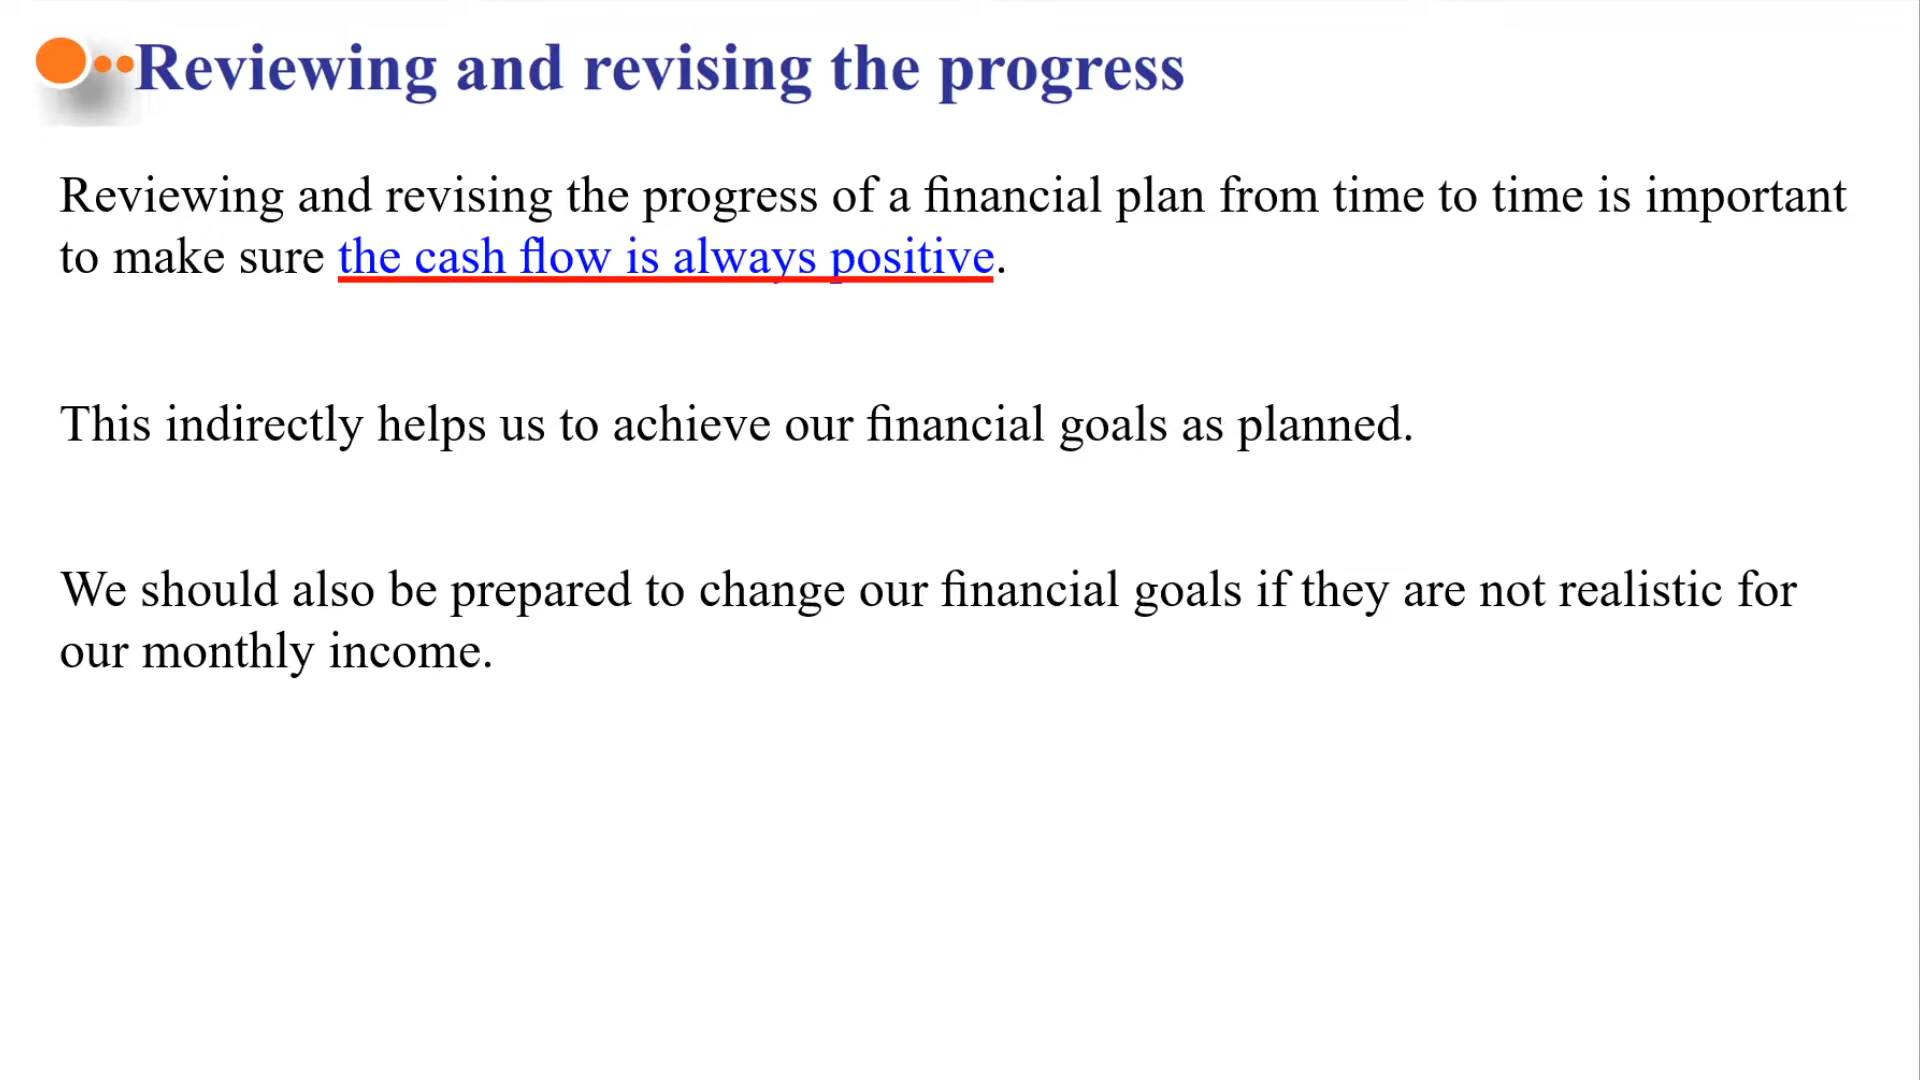 Reviewing and revising the progress
Reviewing and revising the progress of a financial plan from time to time is important
to make sure the cash flow is always positive.
This indirectly helps us to achieve our financial goals as planned.
We should also be prepared to change our financial goals if they are not realistic for
our monthly income.